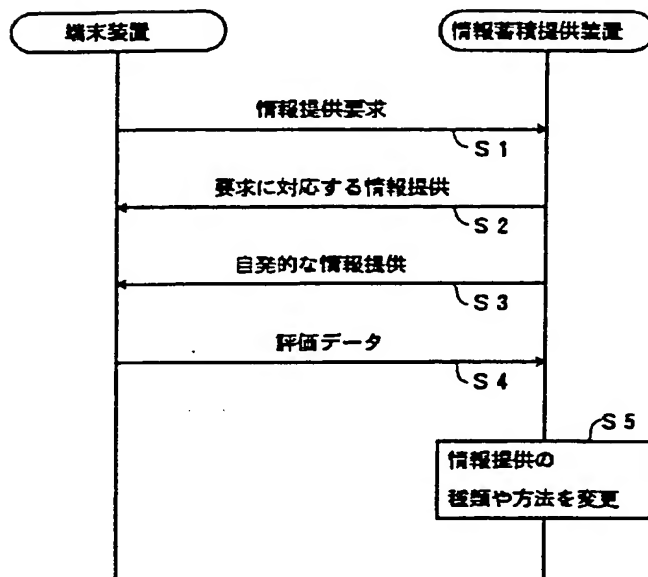 端末装置
情報蓄積提供装置
情報提供要求
S1
要求に対応する情報提供
S2
自発的な情報提供
S3
評価データ
S4
S5
情報提供の
種類や方法を変更